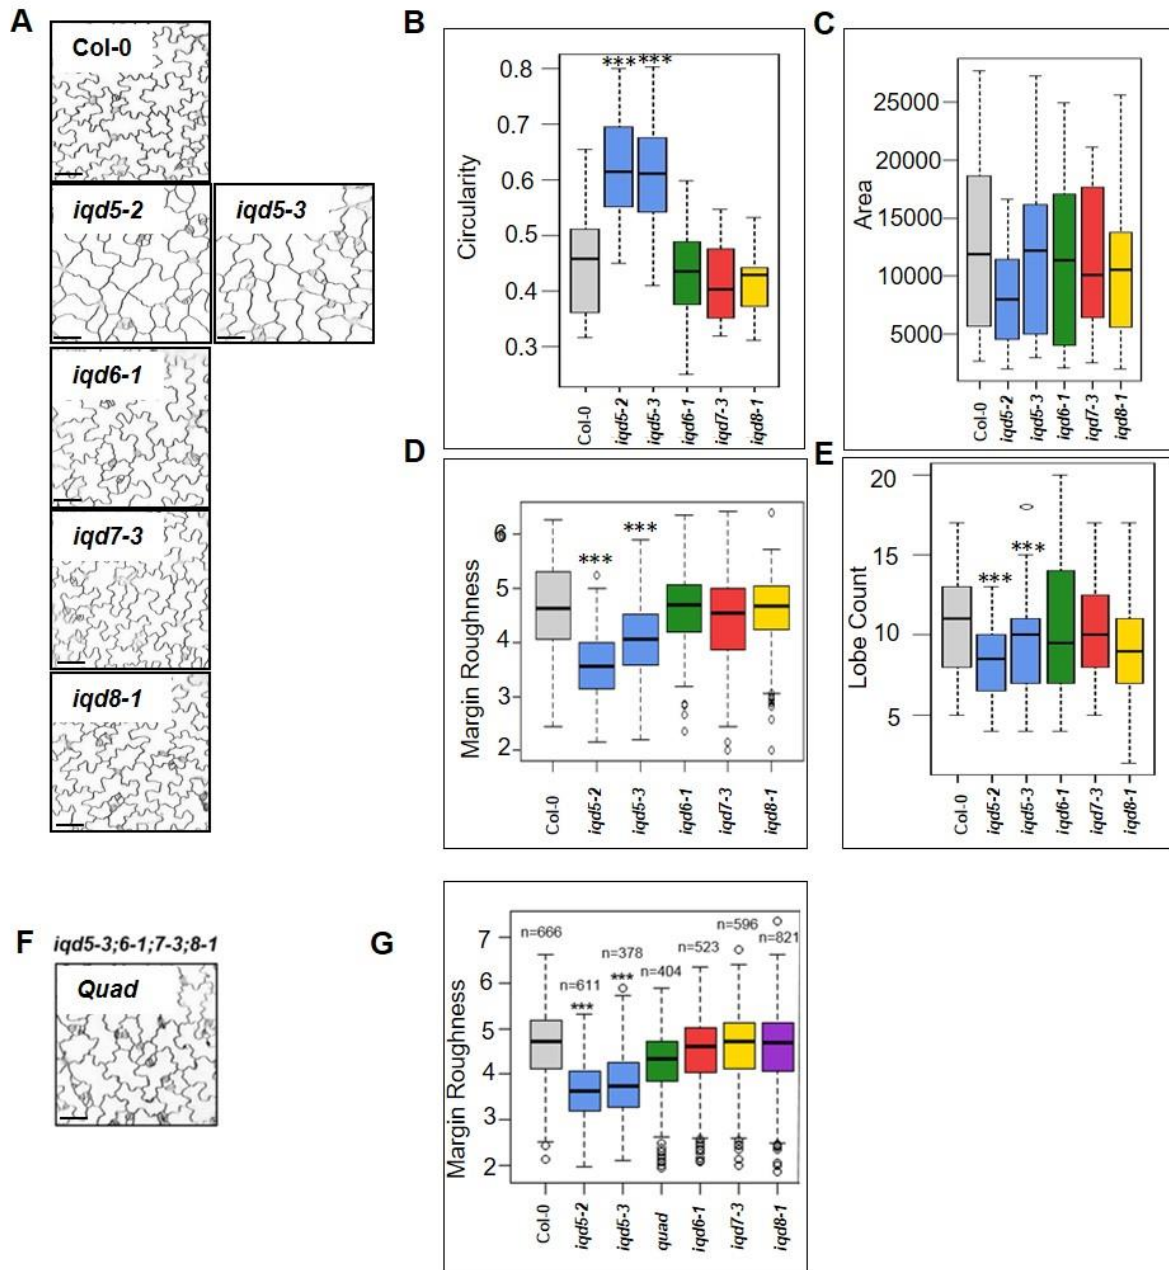 A
Col-0
iqd5-2
iqd5-3
iqd6-1
iqd7-3
iqd8-1
B
Circularity
0.8
0.7
0.6
0.5
0.4
0.3
*** ***
Col-0
iqd5-2
iqd5-3
iqd6-1
iqd7-3
iqd8-1
C
Area
25000
20000
15000
10000
5000
Col-0
iqd5-2
iqd5-3
iqd6-1
iqd7-3
iqd8-1
D
Margin Roughness
6
5
4
3
2
***
***
Col-0
iqd5-2
iqd5-3
iqd6-1
iqd7-3
iqd8-1
E
Lobe Count
20
15
10
5
***
***
Col-0
iqd5-2
iqd5-3
iqd6-1
iqd7-3
iqd8-1
F
iqd5-3;6-1;7-3;8-1
Quad
G
Margin Roughness
7
6
5
4
3
2
n=666
n=611
***
n=378
***
n=404
n=523
n=596
n=821
Col-0
iqd5-2
iqd5-3
quad
iqd6-1
iqd7-3
iqd8-1